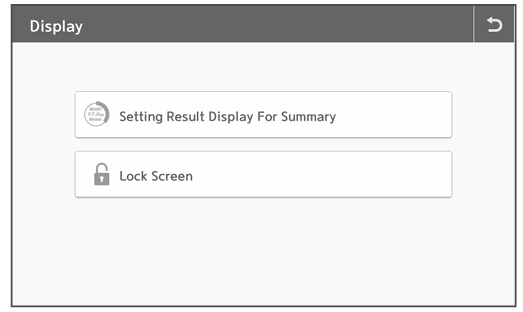 Display
Setting Result Display For Summary
Lock Screen